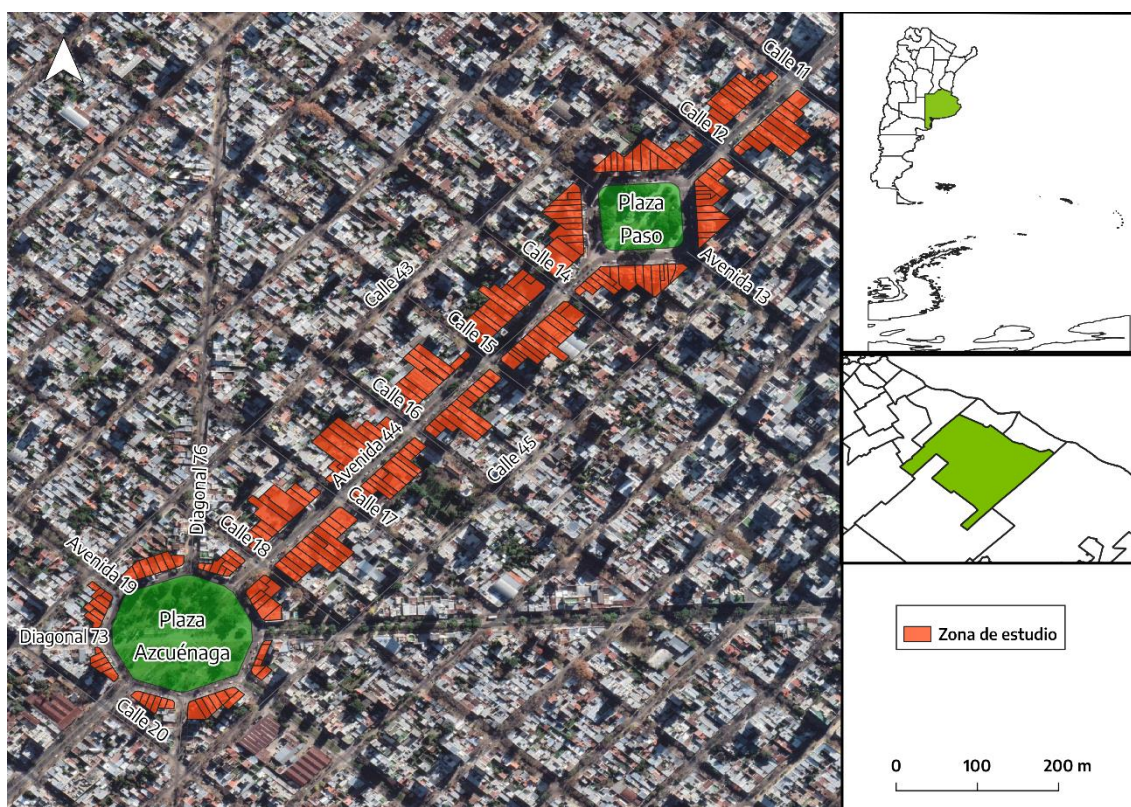 Calle 11
Calle 12
Plaza
Paso
Avenida 13
Calle 14
Calle 43
Calle 15
Calle 16
Avenida 44
Calle 45
Calle 17
Diagonal 76
Calle 18
Avenida 19
Plaza
Azcuénaga
Diagonal 73
Calle 20
Zona de estudio
0 100 200 m